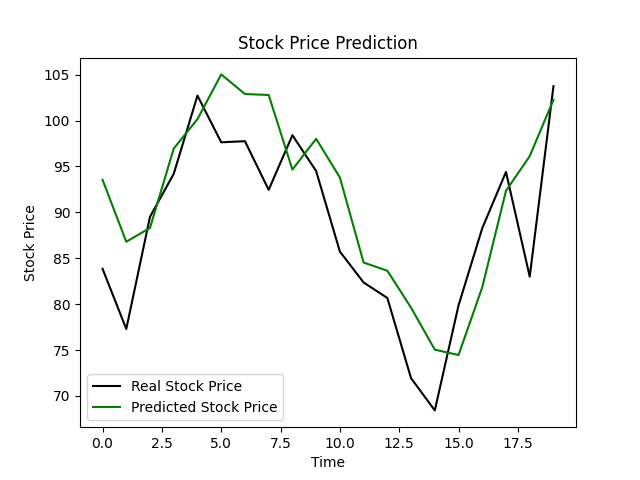 Stock Price Prediction
105
100
95
90
85
80
75
70
Stock Price
Real Stock Price
Predicted Stock Price
0.0 2.5 5.0 7.5 10.0 12.5 15.0 17.5
Time